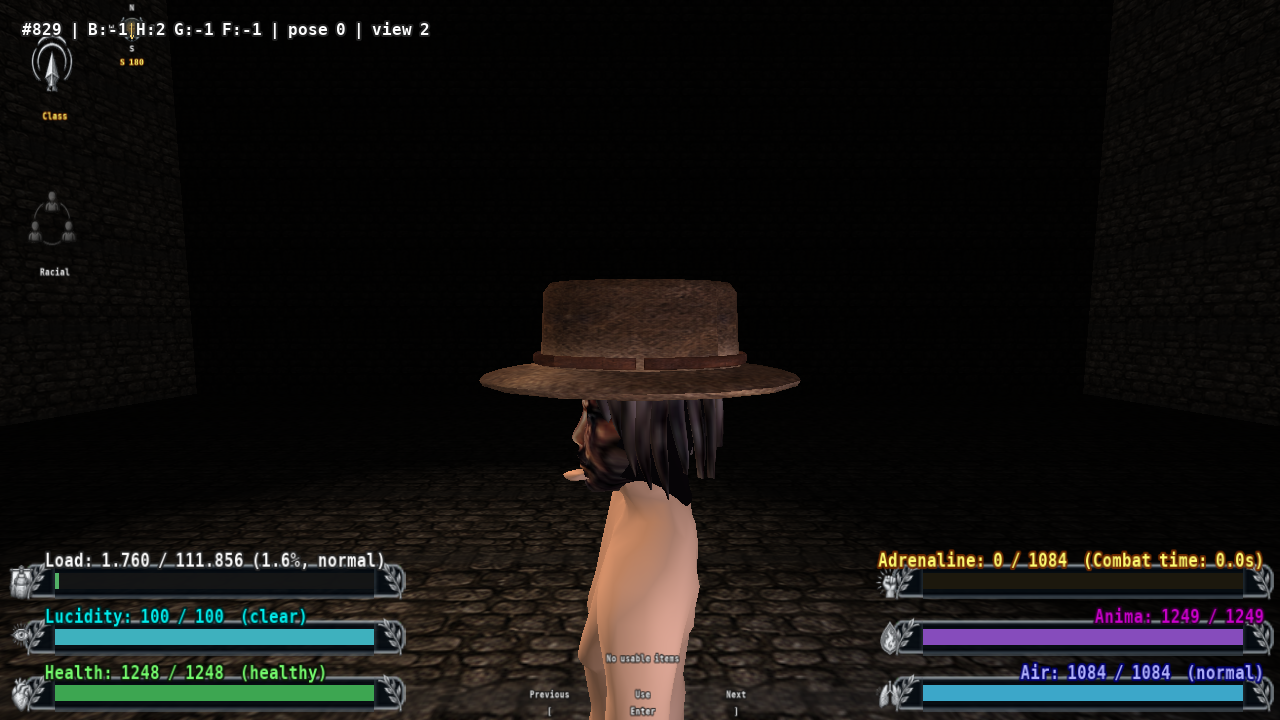 N
#829 | B:-1 H:2 G:-1 F:-1 | pose 0 | view 2
S
S 180
Class
Racial
Load: 1.760 / 111.856 (1.6%, normal)
Lucidity: 100 / 100 (clear)
Health: 1248 / 1248 (healthy)
Adrenaline: 0 / 1084 (Combat time: 0.0s)
Anima: 1249 / 1249
Air: 1084 / 1084 (normal)
No usable items
Previous Use Next
[ Enter ]